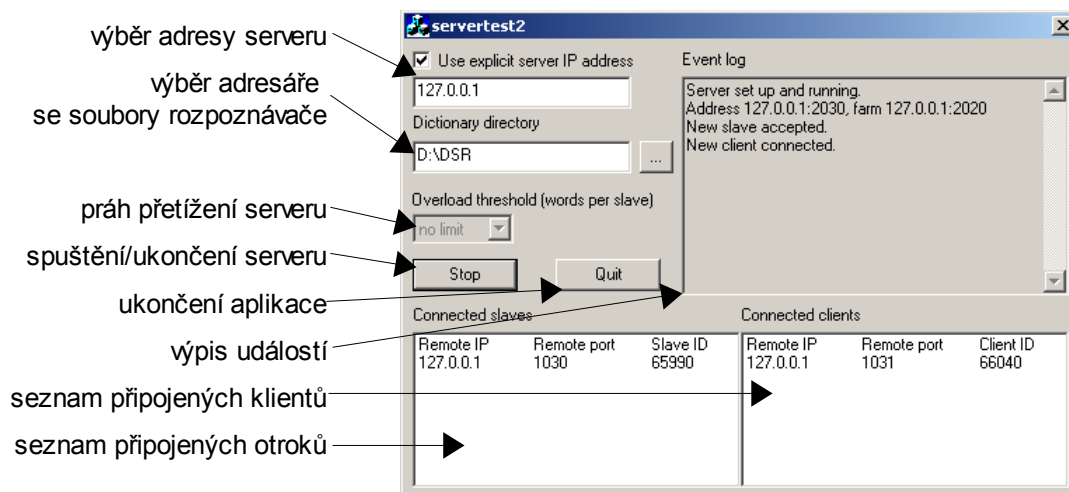 výběr adresy serveru
výběr adresáře
se soubory rozpoznávače
práh přetížení serveru
spuštění/ukončení serveru
ukončení aplikace
výpis událostí
seznam připojených klientů
seznam připojených otroků
servertest2
Use explicit server IP address
127.0.0.1
Dictionary directory
D:\DSR
...
Overload threshold (words per slave)
no limit
Stop
Quit
Event log
Server set up and running.
Address 127.0.0.1:2030, farm 127.0.0.1:2020
New slave accepted.
New client connected.
Connected slaves
Remote IP Remote port Slave ID
127.0.0.1 1030 65990
Connected clients
Remote IP Remote port Client ID
127.0.0.1 1031 66040